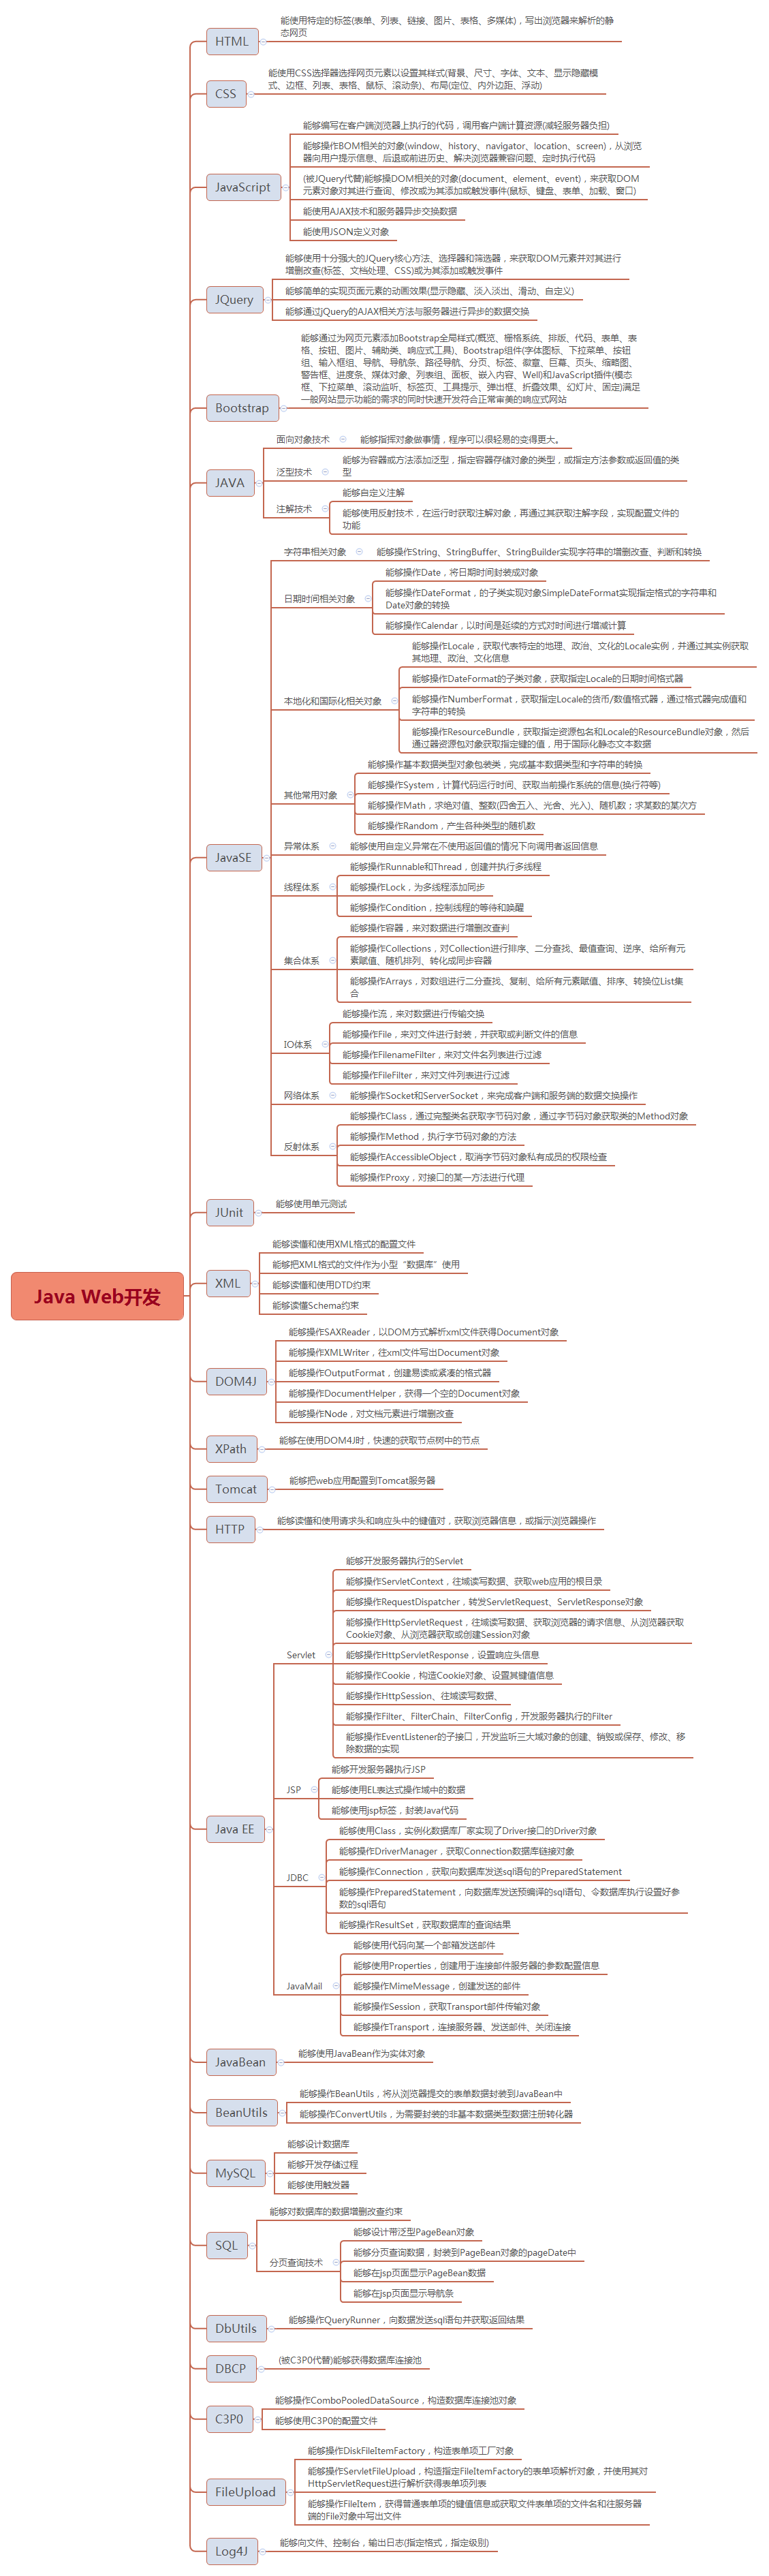 HTML
能使用特定的标签(表单、列表、链接、图片、表格、多媒体)，写出浏览器来解析的静
态网页
CSS
能使用CSS选择器选择网页元素以设置其样式(背景、尺寸、字体、文本、显示隐藏模
式、边框、列表、表格、鼠标、滚动条)、布局(定位、内外边距、浮动)
JavaScript
能够编写在客户端浏览器上执行的代码，调用客户端计算资源(减轻服务器负担)
能够操作BOM相关的对象(window、history、navigator、location、screen)，从浏览
器向用户提示信息、后退或前进历史、解决浏览器兼容问题、定时执行代码
(被JQuery代替)能够操DOM相关的对象(document、element、event)，来获取DOM
元素对象对其进行查询、修改或为其添加或触发事件(鼠标、键盘、表单、加载、窗口)
能使用AJAX技术和服务器异步交换数据
能使用JSON定义对象
JQuery
能够使用十分强大的JQuery核心方法、选择器和筛选器，来获取DOM元素并对其进行
增删改查(标签、文档处理、CSS)或为其添加或触发事件
能够简单的实现页面元素的动画效果(显示隐藏、淡入淡出、滑动、自定义)
能够通过jQuery的AJAX相关方法与服务器进行异步的数据交换
Bootstrap
能够通过为网页元素添加Bootstrap全局样式(概览、栅格系统、排版、代码、表单、表
格、按钮、图片、辅助类、响应式工具)、Bootstrap组件(字体图标、下拉菜单、按钮
组、输入框组、导航、导航条、路径导航、分页、标签、徽章、巨幕、页头、缩略图、
警告框、进度条、媒体对象、列表组、面板、嵌入内容、Well)和JavaScript插件(模态
框、下拉菜单、滚动监听、标签页、工具提示、弹出框、折叠效果、幻灯片、固定)满足
一般网站显示功能的需求的同时快速开发符合正常审美的响应式网站
JAVA
面向对象技术
能够指挥对象做事情，程序可以很轻易的变得更大。
泛型技术
能够为容器或方法添加泛型，指定容器存储对象的类型，或指定方法参数或返回值的类
型
注解技术
能够自定义注解
能够使用反射技术，在运行时获取注解对象，再通过其获取注解字段，实现配置文件的
功能
JavaSE
字符串相关对象
能够操作String、StringBuffer、StringBuilder实现字符串的增删改查、判断和转换
日期时间相关对象
能够操作Date，将日期时间封装成对象
能够操作DateFormat，的子类实现对象SimpleDateFormat实现指定格式的字符串和
Date对象的转换
能够操作Calendar，以时间是延续的方式对时间进行增减计算
本地化和国际化相关对象
能够操作Locale，获取代表特定的地理、政治、文化的Locale实例，并通过其实例获取
其地理、政治、文化信息
能够操作DateFormat的子类对象，获取指定Locale的日期时间格式器
能够操作NumberFormat，获取指定Locale的货币/数值格式器，通过格式器完成值和
字符串的转换
能够操作ResourceBundle，获取指定资源包名和Locale的ResourceBundle对象，然后
通过器资源包对象获取指定键的值，用于国际化静态文本数据
其他常用对象
能够操作基本数据类型对象包装类，完成基本数据类型和字符串的转换
能够操作System，计算代码运行时间、获取当前操作系统的信息(换行符等)
能够操作Math，求绝对值、整数(四舍五入、光舍、光入)、随机数；求某数的某次方
能够操作Random，产生各种类型的随机数
异常体系
能够使用自定义异常在不使用返回值的情况下向调用者返回信息
线程体系
能够操作Runnable和Thread，创建并执行多线程
能够操作Lock，为多线程添加同步
能够操作Condition，控制线程的等待和唤醒
集合体系
能够操作容器，来对数据进行增删改查判
能够操作Collections，对Collection进行排序、二分查找、最值查询、逆序、给所有元
素赋值、随机排列、转化成同步容器
能够操作Arrays，对数组进行二分查找、复制、给所有元素赋值、排序、转换位List集
合
IO体系
能够操作流，来对数据进行传输交换
能够操作File，来对文件进行封装，并获取或判断文件的信息
能够操作FilenameFilter，来对文件名列表进行过滤
能够操作FileFilter，来对文件列表进行过滤
网络体系
能够操作Socket和ServerSocket，来完成客户端和服务端的数据交换操作
反射体系
能够操作Class，通过完整类名获取字节码对象，通过字节码对象获取类的Method对象
能够操作Method，执行字节码对象的方法
能够操作AccessibleObject，取消字节码对象私有成员的权限检查
能够操作Proxy，对接口的某一方法进行代理
JUnit
能够使用单元测试
Java Web开发
XML
能够读懂和使用XML格式的配置文件
能够把XML格式的文件作为小型“数据库”使用
能够读懂和使用DTD约束
能够读懂Schema约束
DOM4J
能够操作SAXReader，以DOM方式解析xml文件获得Document对象
能够操作XMLWriter，往xml文件写出Document对象
能够操作OutputFormat，创建易读或紧凑的格式器
能够操作DocumentHelper，获得一个空的Document对象
能够操作Node，对文档元素进行增删改查
XPath
能够在使用DOM4J时，快速的获取节点树中的节点
Tomcat
能够把web应用配置到Tomcat服务器
HTTP
能够读懂和使用请求头和响应头中的键值对，获取浏览器信息，或指示浏览器操作
Java EE
Servlet
能够开发服务器执行的Servlet
能够操作ServletContext，往域读写数据、获取web应用的根目录
能够操作RequestDispatcher，转发ServletRequest、ServletResponse对象
能够操作HttpServletRequest，往域读写数据、获取浏览器的请求信息、从浏览器获取
Cookie对象、从浏览器获取或创建Session对象
能够操作HttpServletResponse，设置响应头信息
能够操作Cookie，构造Cookie对象、设置其键值信息
能够操作HttpSession、往域读写数据、
能够操作Filter、FilterChain、FilterConfig，开发服务器执行的Filter
能够操作EventListener的子接口，开发监听三大域对象的创建、销毁或保存、修改、移
除数据的实现
JSP
能够开发服务器执行JSP
能够使用EL表达式操作域中的数据
能够使用jsp标签，封装Java代码
JDBC
能够使用Class，实例化数据库厂家实现了Driver接口的Driver对象
能够操作DriverManager，获取Connection数据库链接对象
能够操作Connection，获取向数据库发送sql语句的PreparedStatement
能够操作PreparedStatement，向数据库发送预编译的sql语句、令数据库执行设置好参
数的sql语句
能够操作ResultSet，获取数据库的查询结果
JavaMail
能够使用代码向某一个邮箱发送邮件
能够使用Properties，创建用于连接邮件服务器的参数配置信息
能够操作MimeMessage，创建发送的邮件
能够操作Session，获取Transport邮件传输对象
能够操作Transport，连接服务器、发送邮件、关闭连接
JavaBean
能够使用JavaBean作为实体对象
BeanUtils
能够操作BeanUtils，将从浏览器提交的表单数据封装到JavaBean中
能够操作ConvertUtils，为需要封装的非基本数据类型数据注册转化器
MySQL
能够设计数据库
能够开发存储过程
能够使用触发器
SQL
能够对数据库的数据增删改查约束
分页查询技术
能够设计带泛型PageBean对象
能够分页查询数据，封装到PageBean对象的pageDate中
能够在jsp页面显示PageBean数据
能够在jsp页面显示导航条
DbUtils
能够操作QueryRunner，向数据发送sql语句并获取返回结果
DBCP
(被C3P0代替)能够获得数据库连接池
C3P0
能够操作ComboPooledDataSource，构造数据库连接池对象
能够使用C3P0的配置文件
FileUpload
能够操作DiskFileItemFactory，构造表单项工厂对象
能够操作ServletFileUpload，构造指定FileItemFactory的表单项解析对象，并使用其对
HttpServletRequest进行解析获得表单项列表
能够操作FileItem，获得普通表单项的键值信息或获取文件表单项的文件名和往服务器
端的File对象中写出文件
Log4J
能够向文件、控制台，输出日志(指定格式，指定级别)